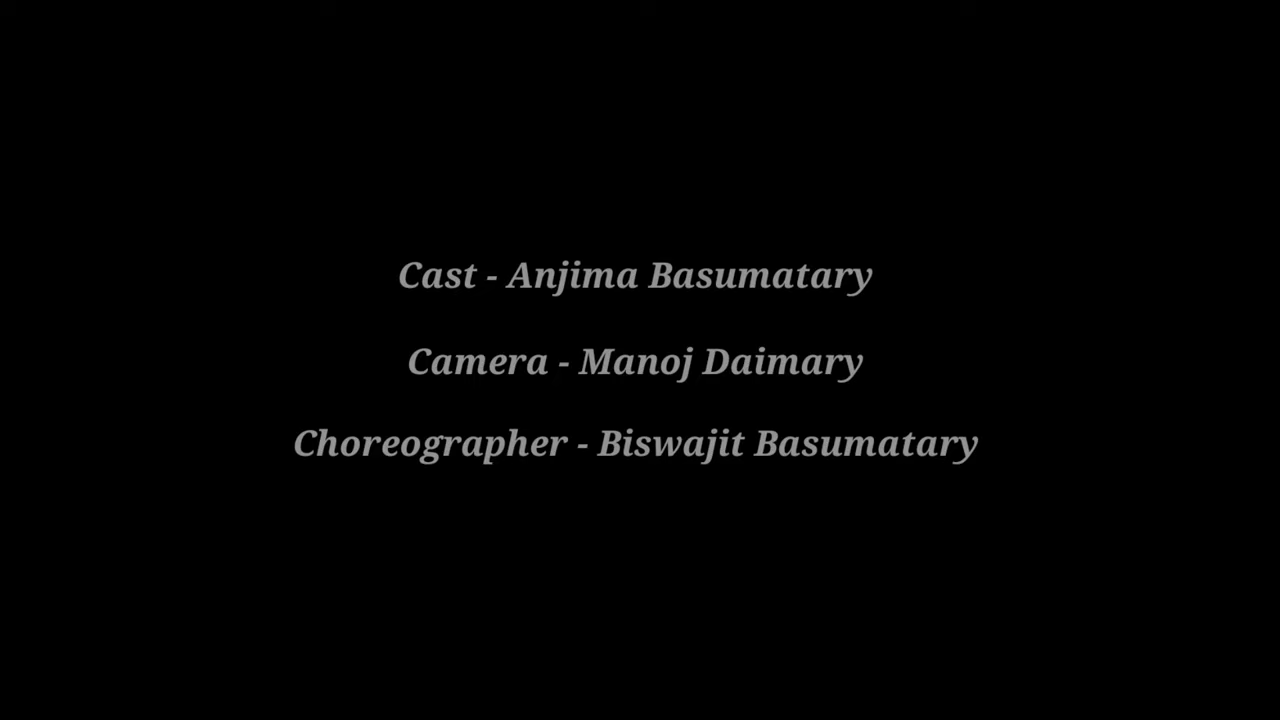 Cast - Anjima Basumatary
Camera - Manoj Daimary
Choreographer - Biswajit Basumatary